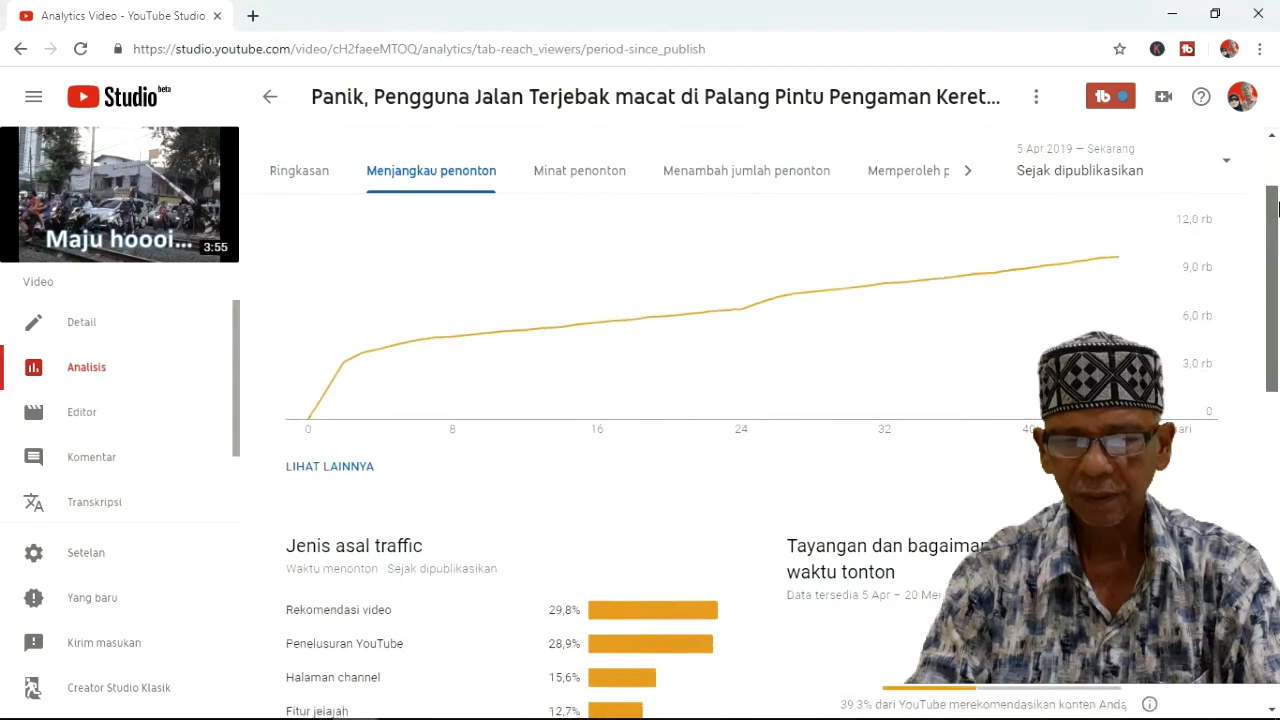 Analytics Video - YouTube Studio
https://studio.youtube.com/video/cH2faeeMTOQ/analytics/tab-reach_viewers/period-since_publish
Studio beta
Panik, Pengguna Jalan Terjebak macat di Palang Pintu Pengaman Keret...
Maju hoooi...
3:55
Ringkasan
Menjangkau penonton
Minat penonton
Menambah jumlah penonton
Memperoleh p
5 Apr 2019 – Sekarang
Sejak dipublikasikan
Video
Detail
Analisis
Editor
Komentar
Transkripsi
Setelan
Yang baru
Kirim masukan
Creator Studio Klasik
12,0 rb
9,0 rb
6,0 rb
3,0 rb
0
0 8 16 24 32 40 ari
LIHAT LAINNYA
Jenis asal traffic
Waktu menonton · Sejak dipublikasikan
Rekomendasi video 29,8%
Penelusuran YouTube 28,9%
Halaman channel 15,6%
Fitur jelajah 12,7%
Tayangan dan bagaimar
waktu tonton
Data tersedia 5 Apr – 20 Mei
39.3% dari YouTube merekomendasikan konten Anda